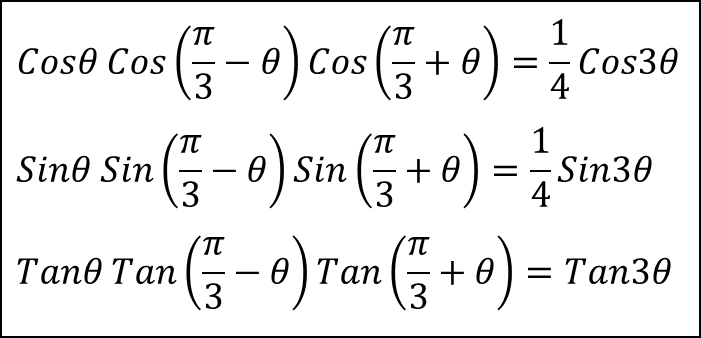 Cosθ Cos(π/3 − θ) Cos(π/3 + θ) = 1/4 Cos3θ
Sinθ Sin(π/3 − θ) Sin(π/3 + θ) = 1/4 Sin3θ
Tanθ Tan(π/3 − θ) Tan(π/3 + θ) = Tan3θ